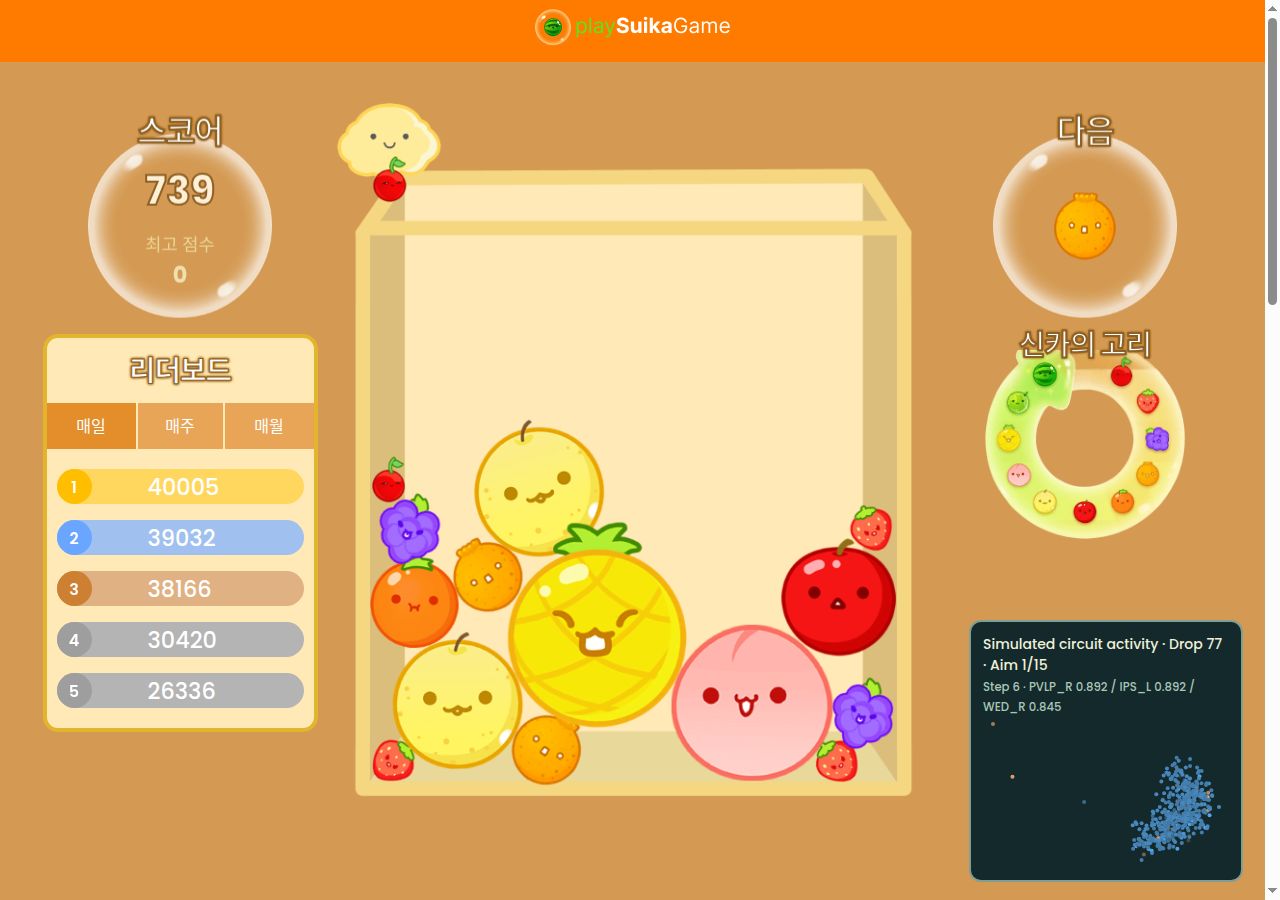 playSuikaGame
스코어
739
최고 점수
0
다음
신카의 고리
리더보드
매일 매주 매월
1 40005
2 39032
3 38166
4 30420
5 26336
Simulated circuit activity · Drop 77
· Aim 1/15
Step 6 · PVLP_R 0.892 / IPS_L 0.892 /
WED_R 0.845